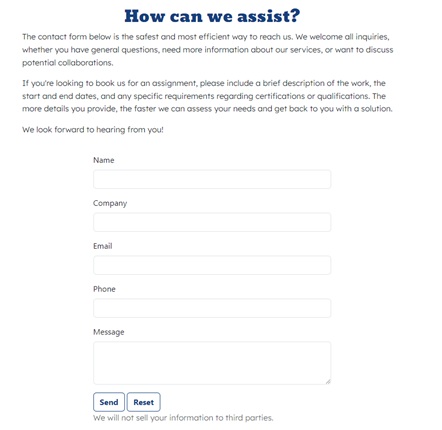 How can we assist?
The contact form below is the safest and most efficient way to reach us. We welcome all inquiries,
whether you have general questions, need more information about our services, or want to discuss
potential collaborations.
If you're looking to book us for an assignment, please include a brief description of the work, the
start and end dates, and any specific requirements regarding certifications or qualifications. The
more details you provide, the faster we can assess your needs and get back to you with a solution.
We look forward to hearing from you!
Name
Company
Email
Phone
Message
Send Reset
We will not sell your information to third parties.